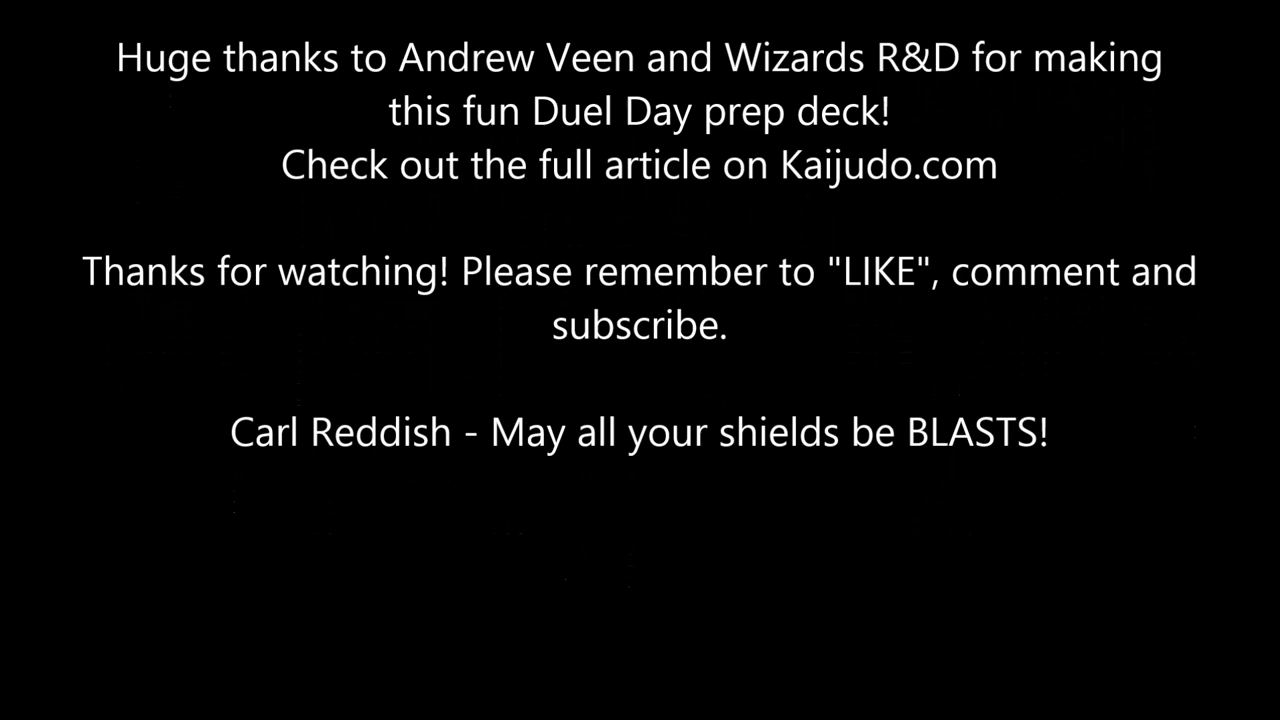 Huge thanks to Andrew Veen and Wizards R&D for making
this fun Duel Day prep deck!
Check out the full article on Kaijudo.com
Thanks for watching! Please remember to "LIKE", comment and
subscribe.
Carl Reddish - May all your shields be BLASTS!